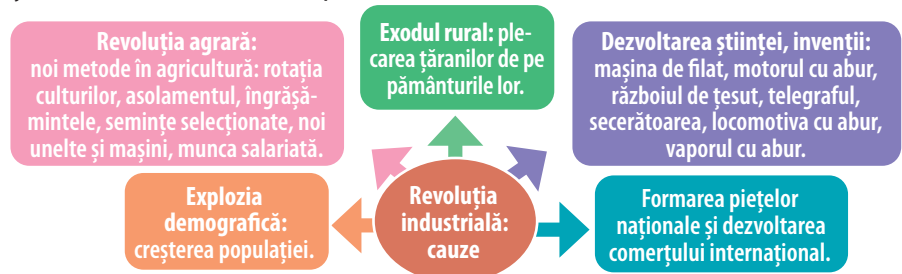 Revoluția agrară:
noi metode în agricultură: rotația
culturilor, asolamentul, îngrășă-
mintele, semințe selecționate, noi
unelte și mașini, munca salariată.
Exodul rural: ple-
carea țăranilor de pe
pământurile lor.
Dezvoltarea științei, invenții:
mașina de filat, motorul cu abur,
războiul de țesut, telegraful,
secerătoarea, locomotiva cu abur,
vaporul cu abur.
Explozia
demografică:
creșterea populației.
Revoluția
industrială:
cauze
Formarea piețelor
naționale și dezvoltarea
comerțului internațional.